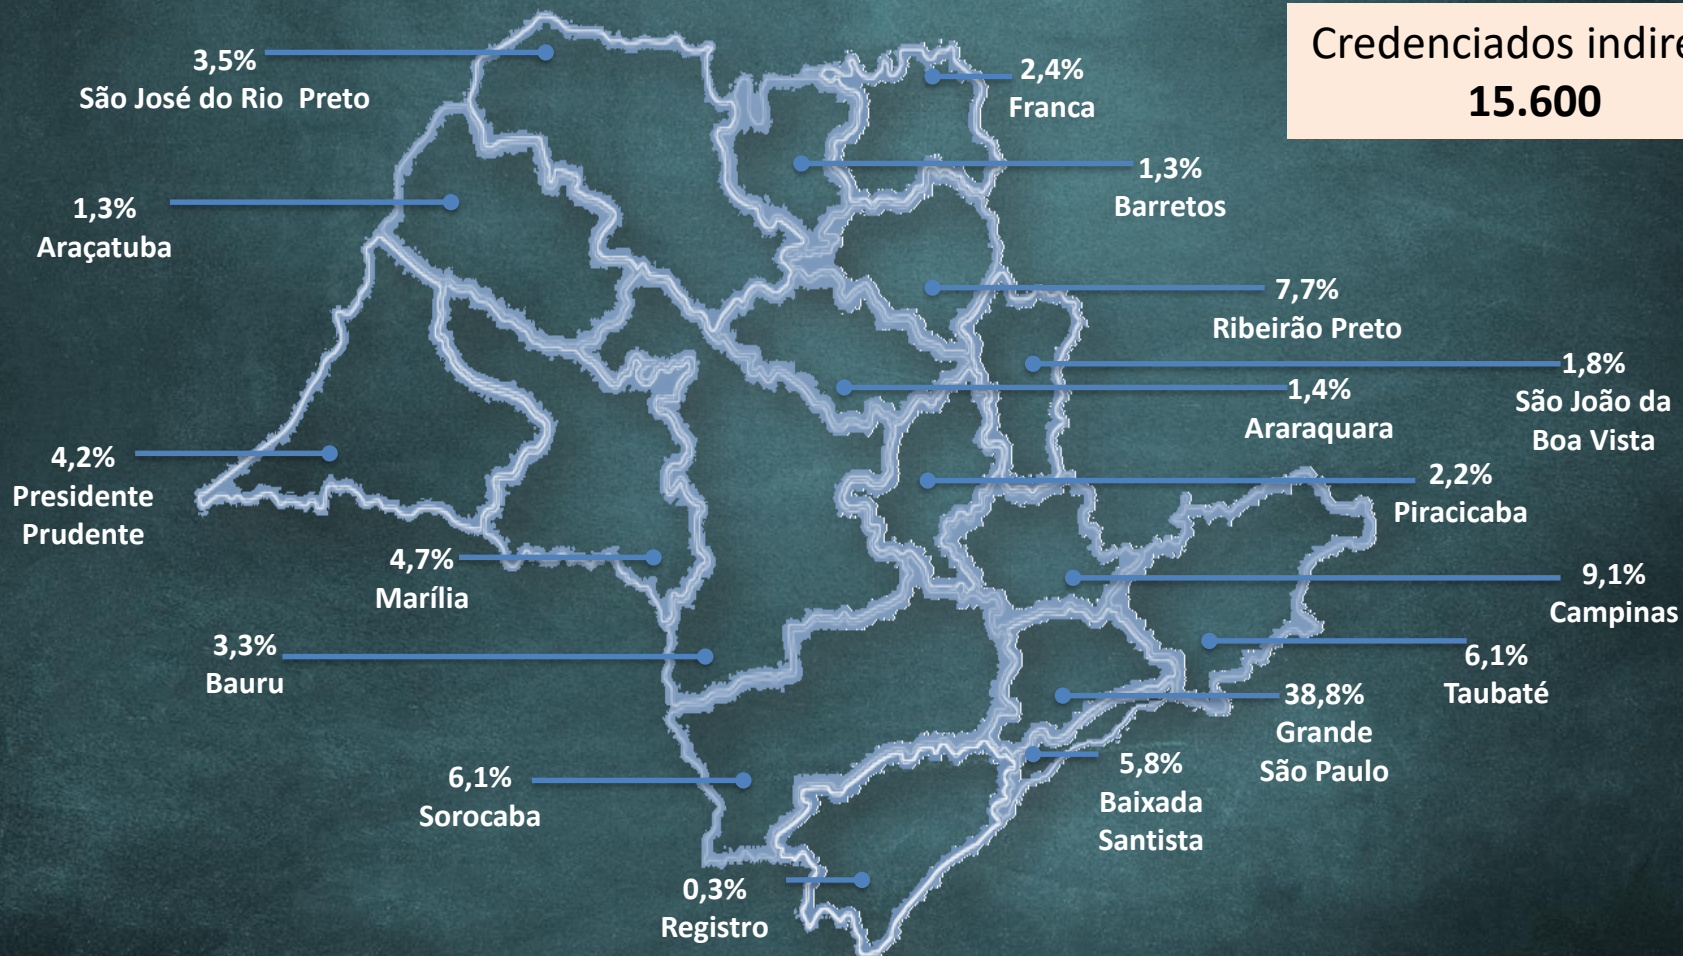 3,5%
São José do Rio Preto
2,4%
Franca
Credenciados
15.600
1,3%
Barretos
1,3%
Araçatuba
7,7%
Ribeirão Preto
1,8%
São João da
Boa Vista
1,4%
Araraquara
4,2%
Presidente
Prudente
2,2%
Piracicaba
4,7%
Marília
9,1%
Campinas
3,3%
Bauru
6,1%
Taubaté
38,8%
Grande
São Paulo
6,1%
Sorocaba
5,8%
Baixada
Santista
0,3%
Registro